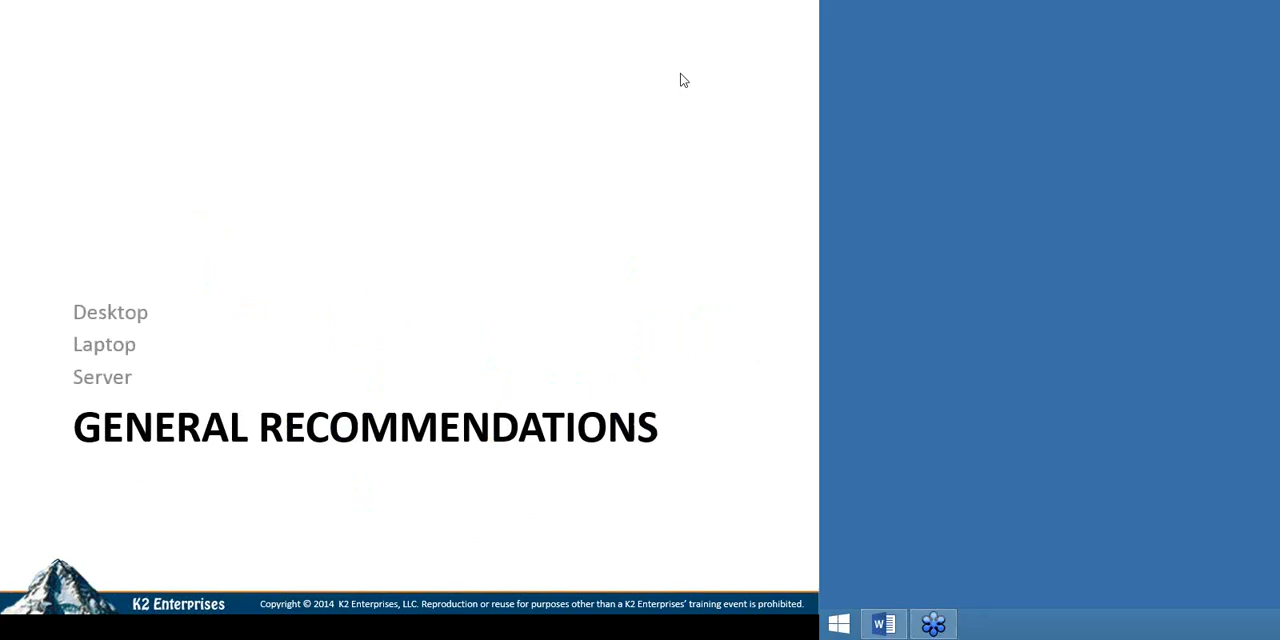 Desktop
Laptop
Server
GENERAL RECOMMENDATIONS
K2 Enterprises
Copyright © 2014 K2 Enterprises, LLC. Reproduction or reuse for purposes other than a K2 Enterprises' training event is prohibited.
W